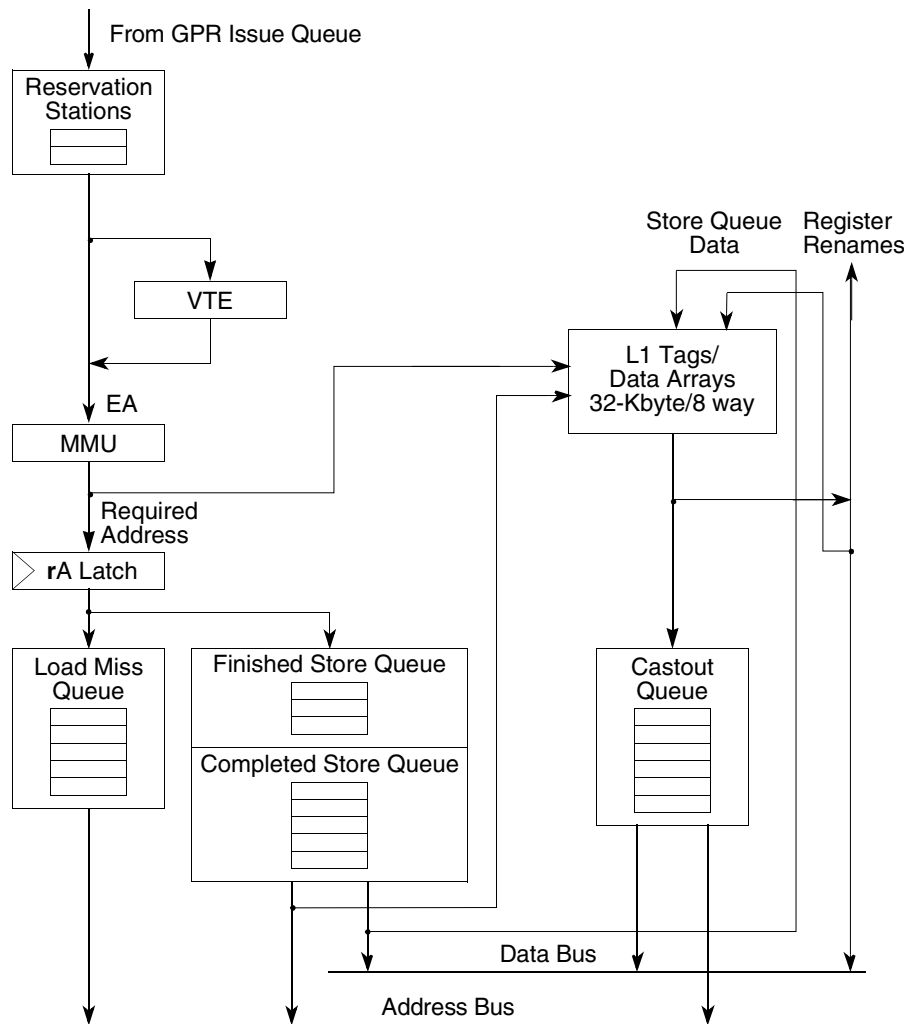 From GPR Issue Queue
Reservation
Stations
VTE
EA
MMU
Required
Address
rA Latch
Load Miss
Queue
Finished Store Queue
Completed Store Queue
Store Queue
Data
Register
Renames
L1 Tags/
Data Arrays
32-Kbyte/8 way
Castout
Queue
Data Bus
Address Bus